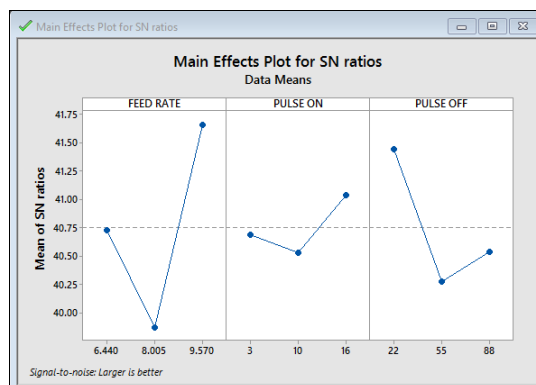 Main Effects Plot for SN ratios
Main Effects Plot for SN ratios
Data Means
FEED RATE PULSE ON PULSE OFF
Mean of SN ratios
41.75
41.50
41.25
41.00
40.75
40.50
40.25
40.00
6.440 8.005 9.570 3 10 16 22 55 88
Signal-to-noise: Larger is better